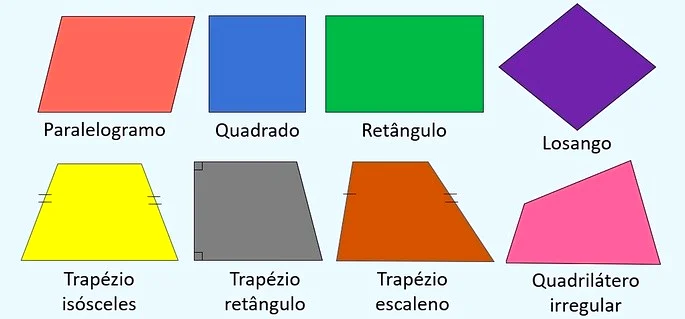 Paralelogramo
Quadrado
Retângulo
Losango
Trapézio
isósceles
Trapézio
retângulo
Trapézio
escaleno
Quadrilátero
irregular